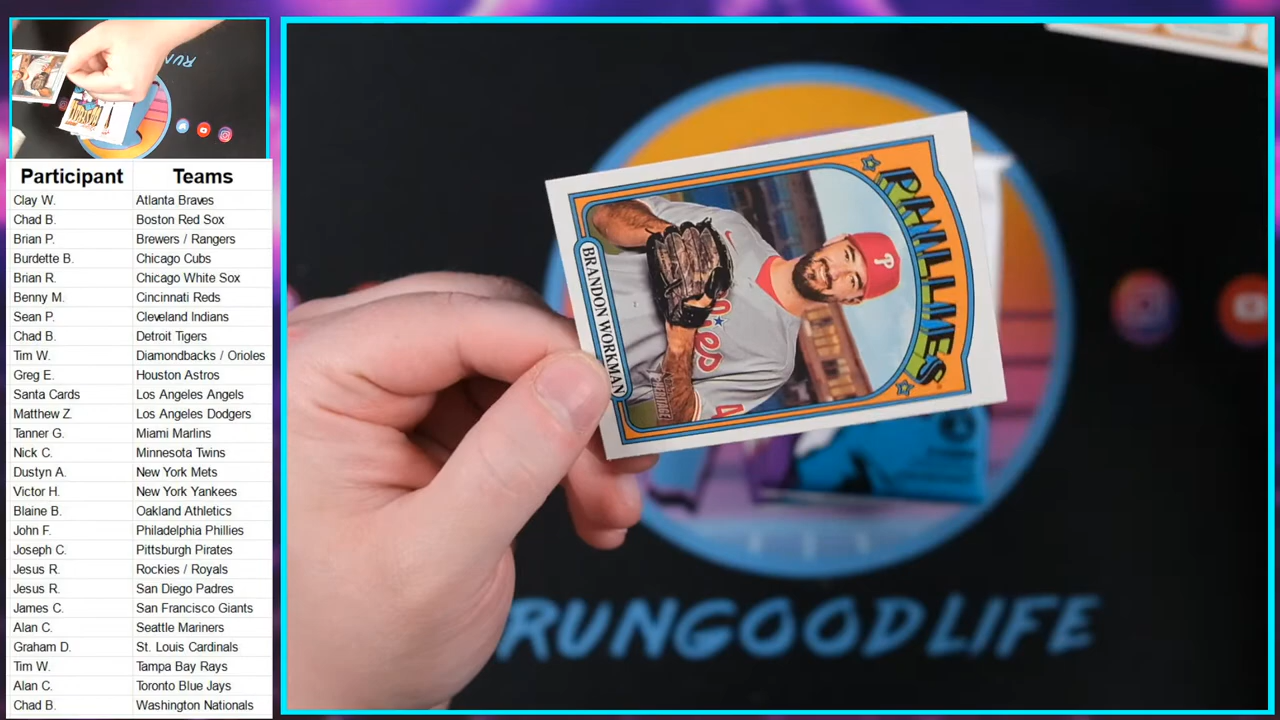 Participant Teams
Clay W. Atlanta Braves
Chad B. Boston Red Sox
Brian P. Brewers / Rangers
Burdette B. Chicago Cubs
Brian R. Chicago White Sox
Benny M. Cincinnati Reds
Sean P. Cleveland Indians
Chad B. Detroit Tigers
Tim W. Diamondbacks / Orioles
Greg E. Houston Astros
Santa Cards Los Angeles Angels
Matthew Z. Los Angeles Dodgers
Tanner G. Miami Marlins
Nick C. Minnesota Twins
Dustyn A. New York Mets
Victor H. New York Yankees
Blaine B. Oakland Athletics
John F. Philadelphia Phillies
Joseph C. Pittsburgh Pirates
Jesus R. Rockies / Royals
Jesus R. San Diego Padres
James C. San Francisco Giants
Alan C. Seattle Mariners
Graham D. St. Louis Cardinals
Tim W. Tampa Bay Rays
Alan C. Toronto Blue Jays
Chad B. Washington Nationals
PHILLIES
P
BRANDON WORKMAN
HERITAGE
RUNGOODLIFE